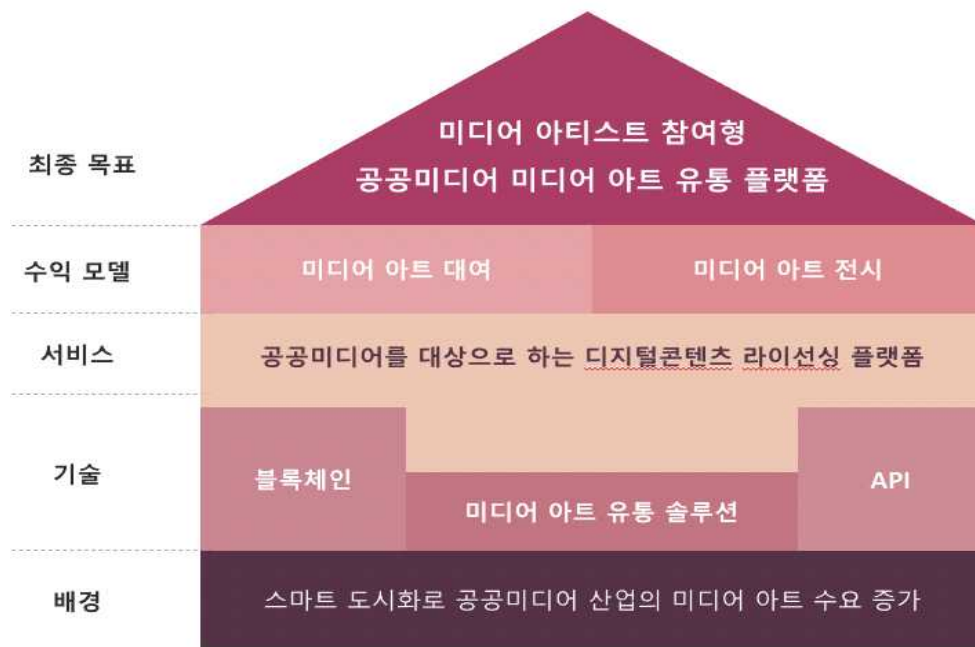 최종 목표
미디어 아티스트 참여형
공공미디어 미디어 아트 유통 플랫폼
수익 모델
미디어 아트 대여
미디어 아트 전시
서비스
공공미디어를 대상으로 하는 디지털콘텐츠 라이선싱 플랫폼
기술
블록체인
미디어 아트 유통 솔루션
API
배경
스마트 도시화로 공공미디어 산업의 미디어 아트 수요 증가